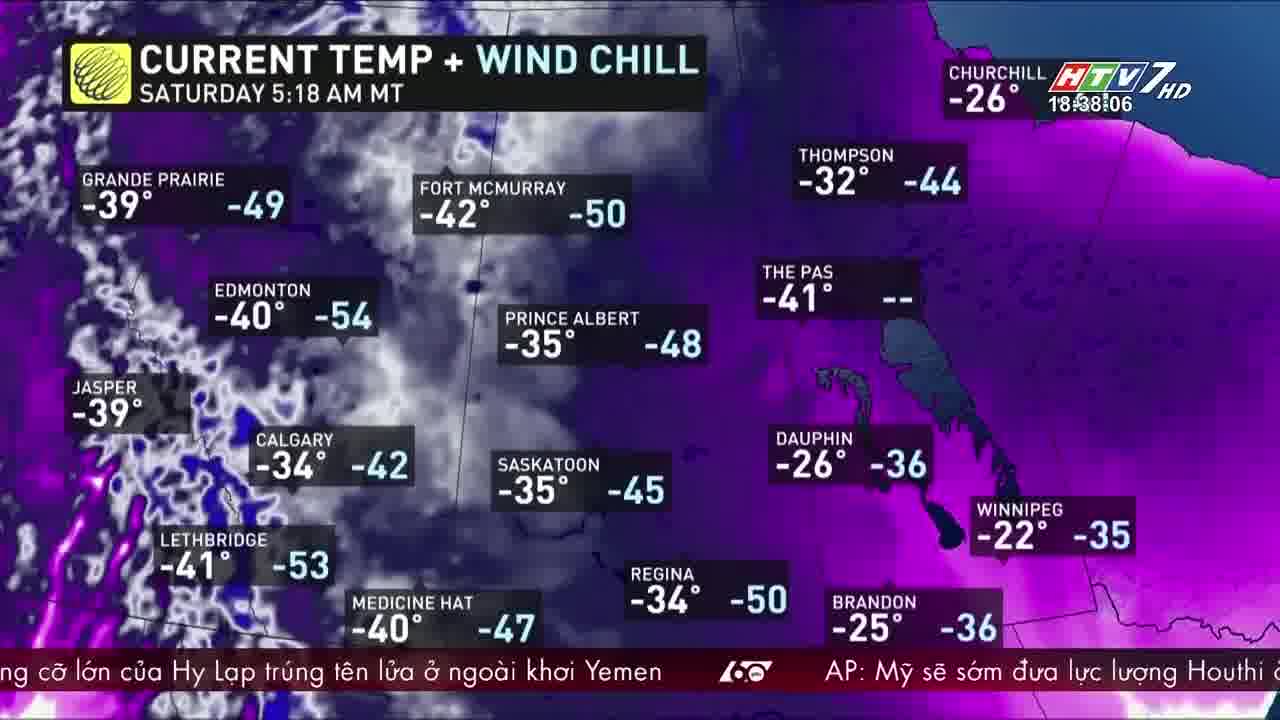 CURRENT TEMP + WIND CHILL
SATURDAY 5:18 AM MT
CHURCHILL
-26°
HTV7 HD
18:38:06
THOMPSON
-32° -44
GRANDE PRAIRIE
-39° -49
FORT MCMURRAY
-42° -50
THE PAS
-41° --
EDMONTON
-40° -54
PRINCE ALBERT
-35° -48
JASPER
-39°
CALGARY
-34° -42
DAUPHIN
-26° -36
SASKATOON
-35° -45
WINNIPEG
-22° -35
LETHBRIDGE
-41° -53
REGINA
-34° -50
MEDICINE HAT
-40° -47
BRANDON
-25° -36
ng cỡ lớn của Hy Lạp trúng tên lửa ở ngoài khơi Yemen 60 AP: Mỹ sẽ sớm đưa lực lượng Houthi